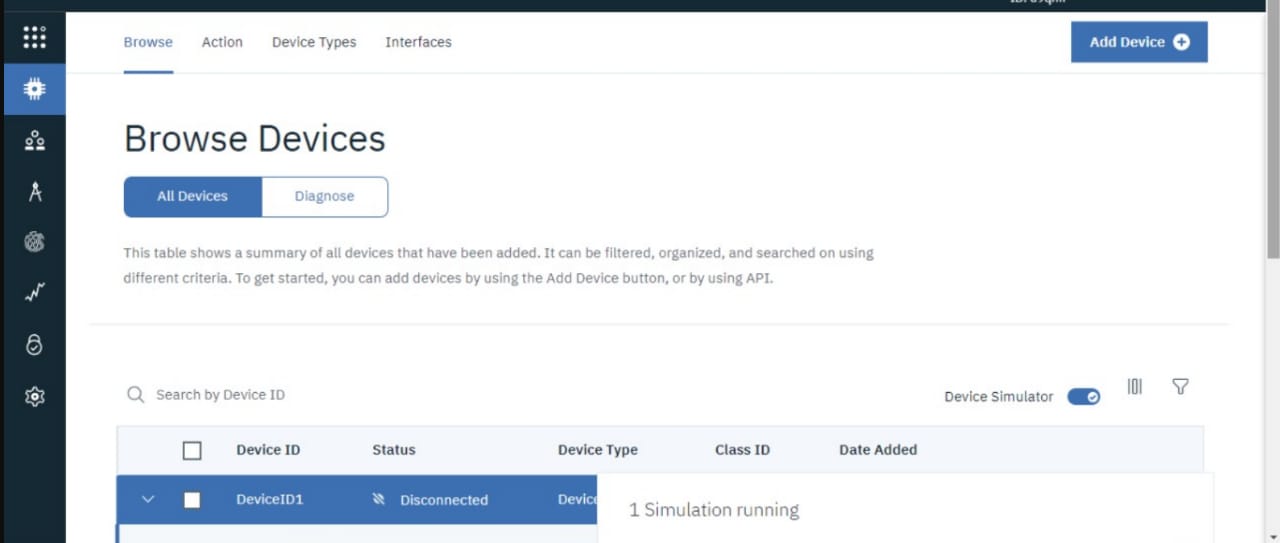 Browse Action Device Types Interfaces Add Device
Browse Devices
All Devices Diagnose
This table shows a summary of all devices that have been added. It can be filtered, organized, and searched on using
different criteria. To get started, you can add devices by using the Add Device button, or by using API.
Search by Device ID Device Simulator
Device ID Status Device Type Class ID Date Added
DeviceID1 Disconnected Device
1 Simulation running